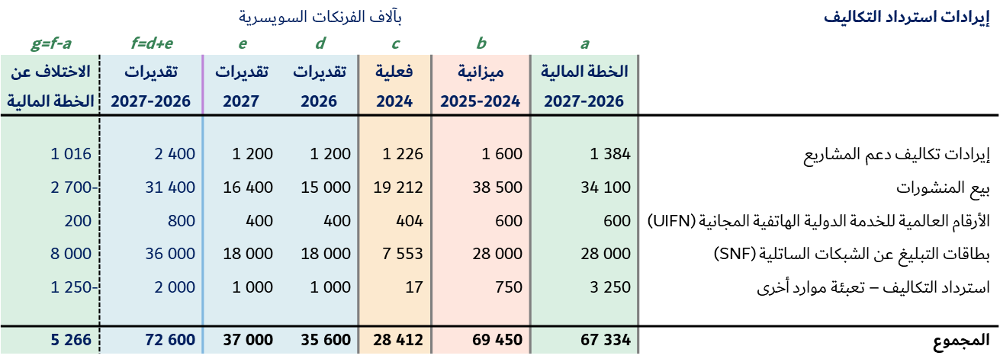 إيرادات استرداد التكاليف بآلاف الفرنكات السويسرية
a b c d e f=d+e g=f-a
الخطة المالية ميزانية فعلية تقديرات تقديرات تقديرات الاختلاف عن
2027-2026 2025-2024 2024 2026 2027 2027-2026 الخطة المالية
إيرادات تكاليف دعم المشاريع 1 384 1 600 1 226 1 200 1 200 2 400 1 016
بيع المنشورات 34 100 38 500 19 212 15 000 16 400 31 400 2 700-
الأرقام العالمية للخدمة الدولية الهاتفية المجانية (UIFN) 600 600 404 400 400 800 200
بطاقات التبليغ عن الشبكات الساتلية (SNF) 28 000 28 000 7 553 18 000 18 000 36 000 8 000
استرداد التكاليف – تعبئة موارد أخرى 3 250 750 17 1 000 1 000 2 000 1 250-
المجموع 67 334 69 450 28 412 35 600 37 000 72 600 5 266